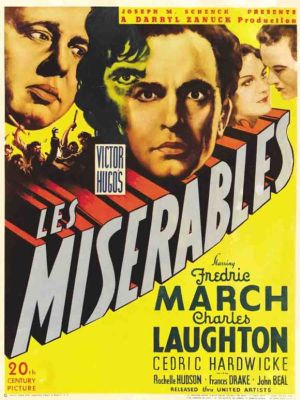 JOSEPH M. SCHENCK PRESENTS
A DARRYL ZANUCK Production
VICTOR
HUGO'S
LES
MISERABLES
Starring
Fredric
MARCH
Charles
LAUGHTON
CEDRIC HARDWICKE
Rochelle HUDSON · Frances DRAKE · John BEAL
RELEASED thru UNITED ARTISTS
20th
CENTURY
PICTURE